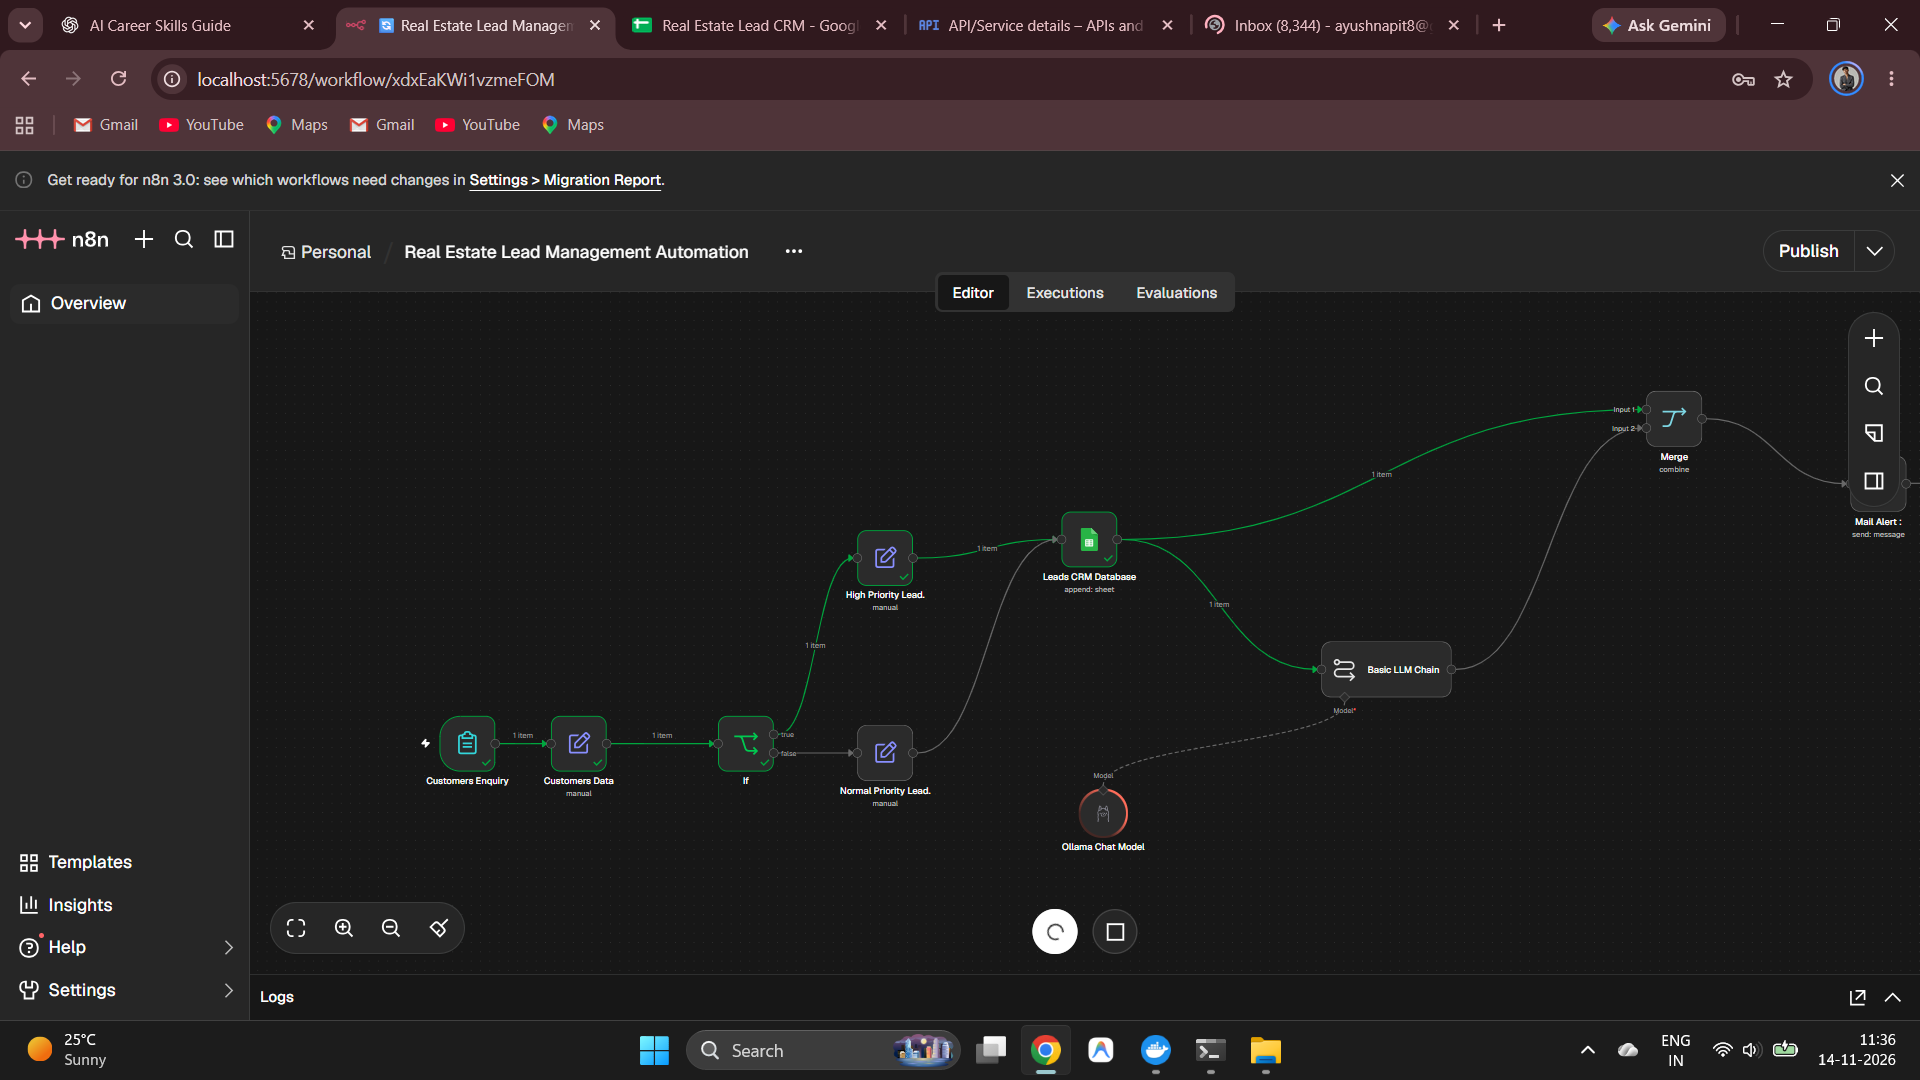 AI Career Skills Guide
Real Estate Lead Managem
Real Estate Lead CRM - Goog
API API/Service details – APIs and
Inbox (8,344) - ayushnapit8@
Ask Gemini
localhost:5678/workflow/xdxEaKWi1vzmeFOM
Gmail
YouTube
Maps
Gmail
YouTube
Maps
Get ready for n8n 3.0: see which workflows need changes in Settings > Migration Report.
n8n
Personal / Real Estate Lead Management Automation
Publish
Editor
Executions
Evaluations
Overview
Input 1
Input 2
Merge
combine
1 item
Mail Alert :
send: message
1 item
Leads CRM Database
append: sheet
High Priority Lead.
manual
1 item
1 item
Basic LLM Chain
Model*
1 item
1 item
true
false
Customers Enquiry
Customers Data
manual
If
Normal Priority Lead.
manual
Model
Ollama Chat Model
Templates
Insights
Help
Settings
Logs
25°C
Sunny
Search
ENG
IN
11:36
14-11-2026